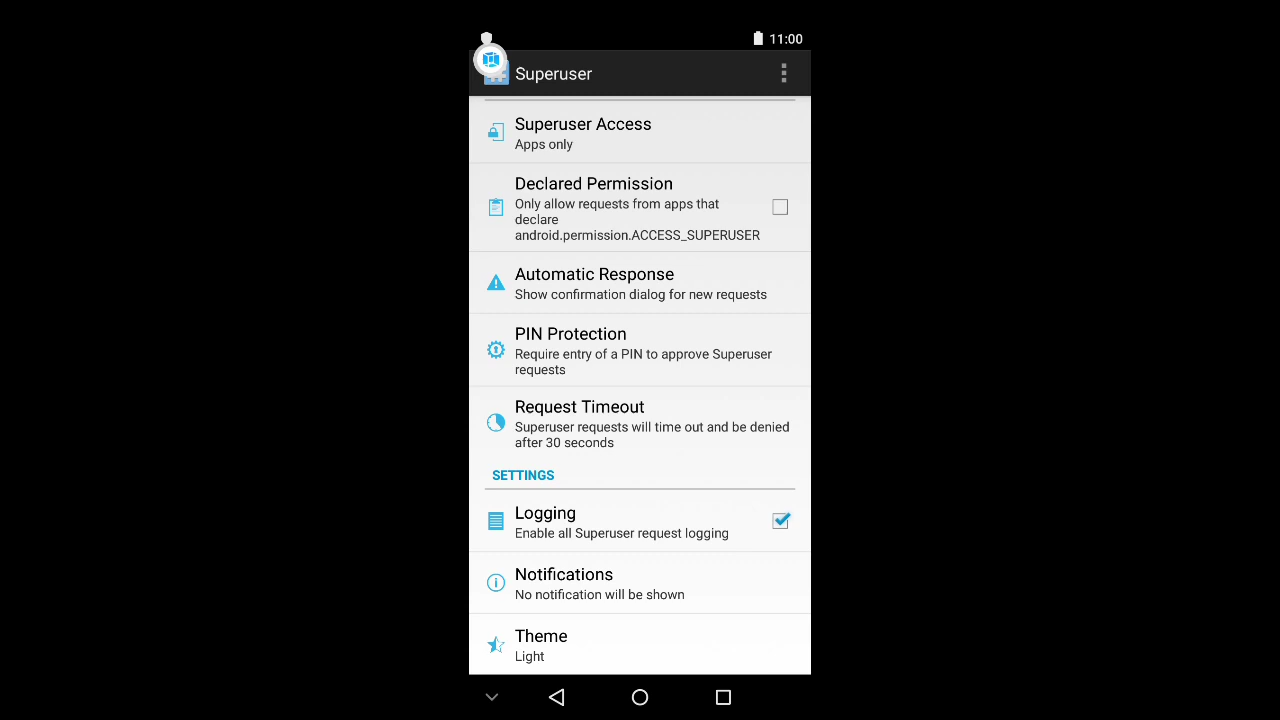 11:00
Superuser
Superuser Access
Apps only
Declared Permission
Only allow requests from apps that
declare
android.permission.ACCESS_SUPERUSER
Automatic Response
Show confirmation dialog for new requests
PIN Protection
Require entry of a PIN to approve Superuser
requests
Request Timeout
Superuser requests will time out and be denied
after 30 seconds
SETTINGS
Logging
Enable all Superuser request logging
Notifications
No notification will be shown
Theme
Light